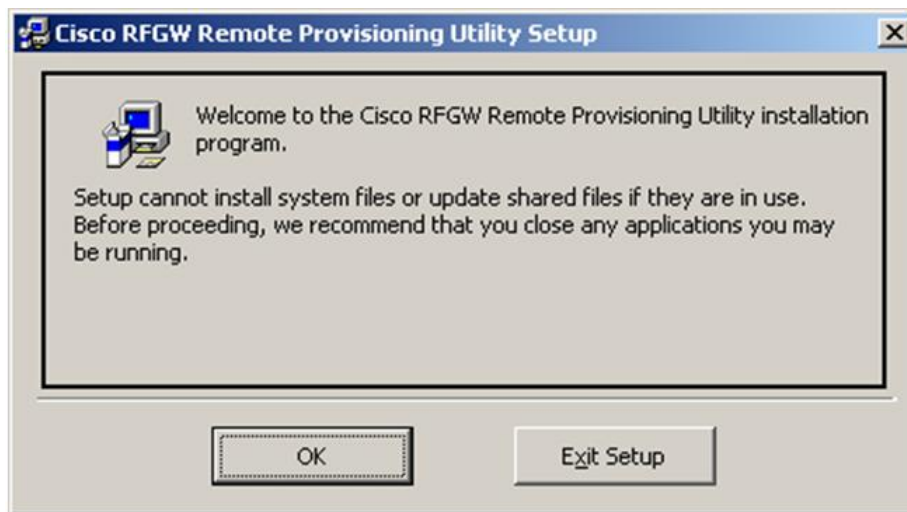 Cisco RFGW Remote Provisioning Utility Setup
Welcome to the Cisco RFGW Remote Provisioning Utility installation
program.
Setup cannot install system files or update shared files if they are in use.
Before proceeding, we recommend that you close any applications you may
be running.
OK
Exit Setup